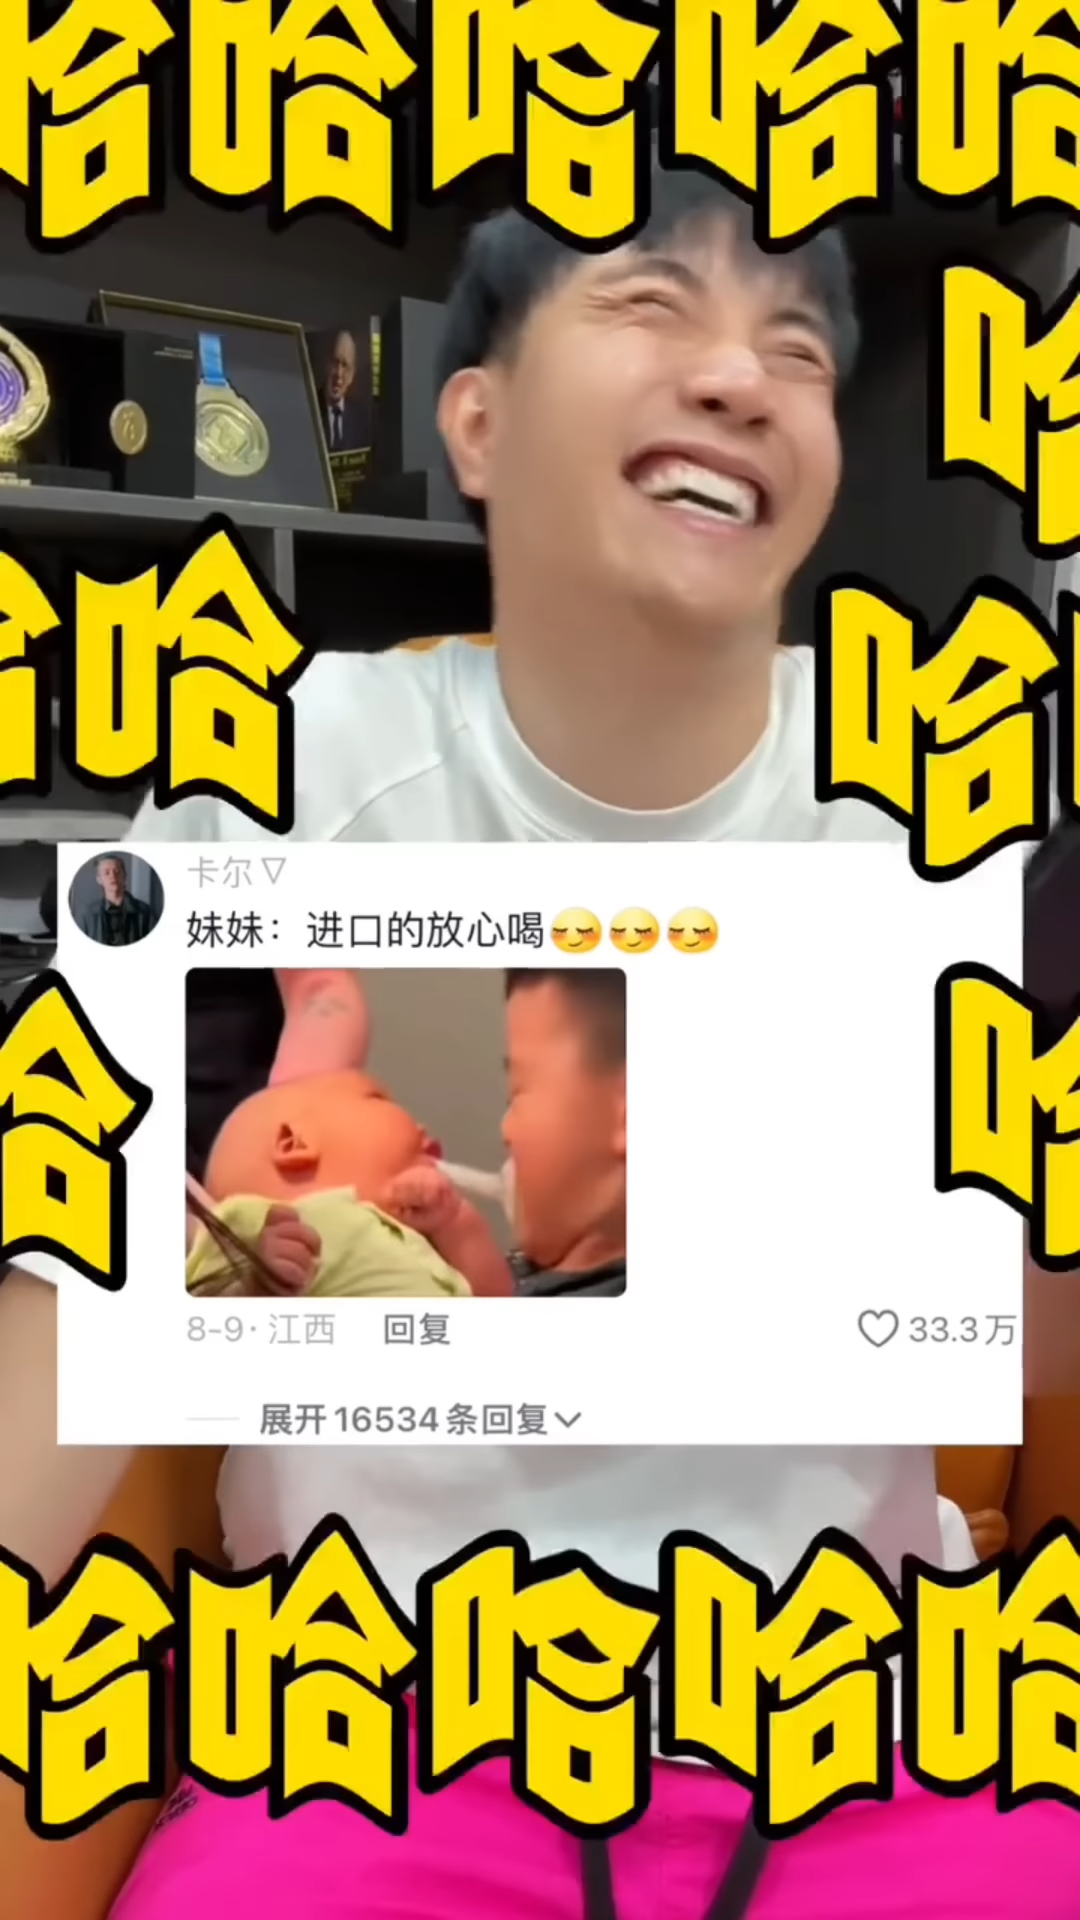 哈哈哈哈哈
哈
哈哈
哈
卡尔▽
妹妹：进口的放心喝😌😌😌
哈
哈
8-9·江西 回复 33.3万
展开16534条回复
哈哈哈哈哈